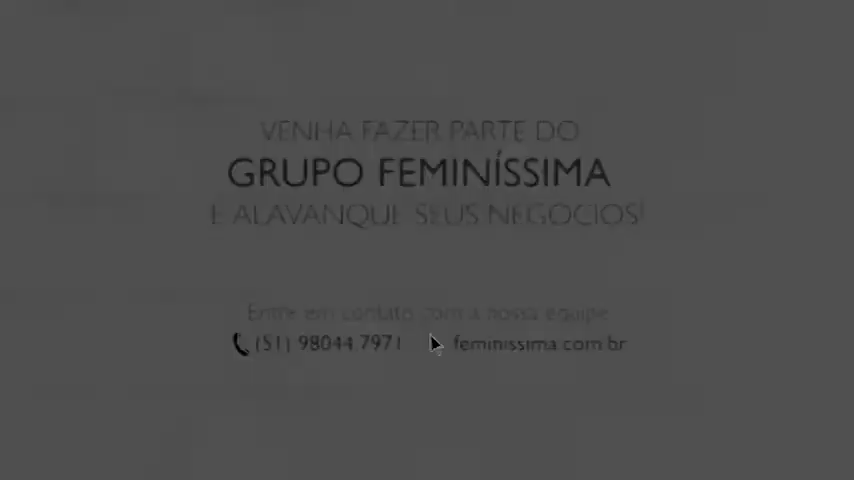 VENHA FAZER PARTE DO
GRUPO FEMINÍSSIMA
E ALAVANQUE SEUS NEGÓCIOS!
Entre em contato com a nossa equipe
(51) 98044.7971 feminissima.com.br